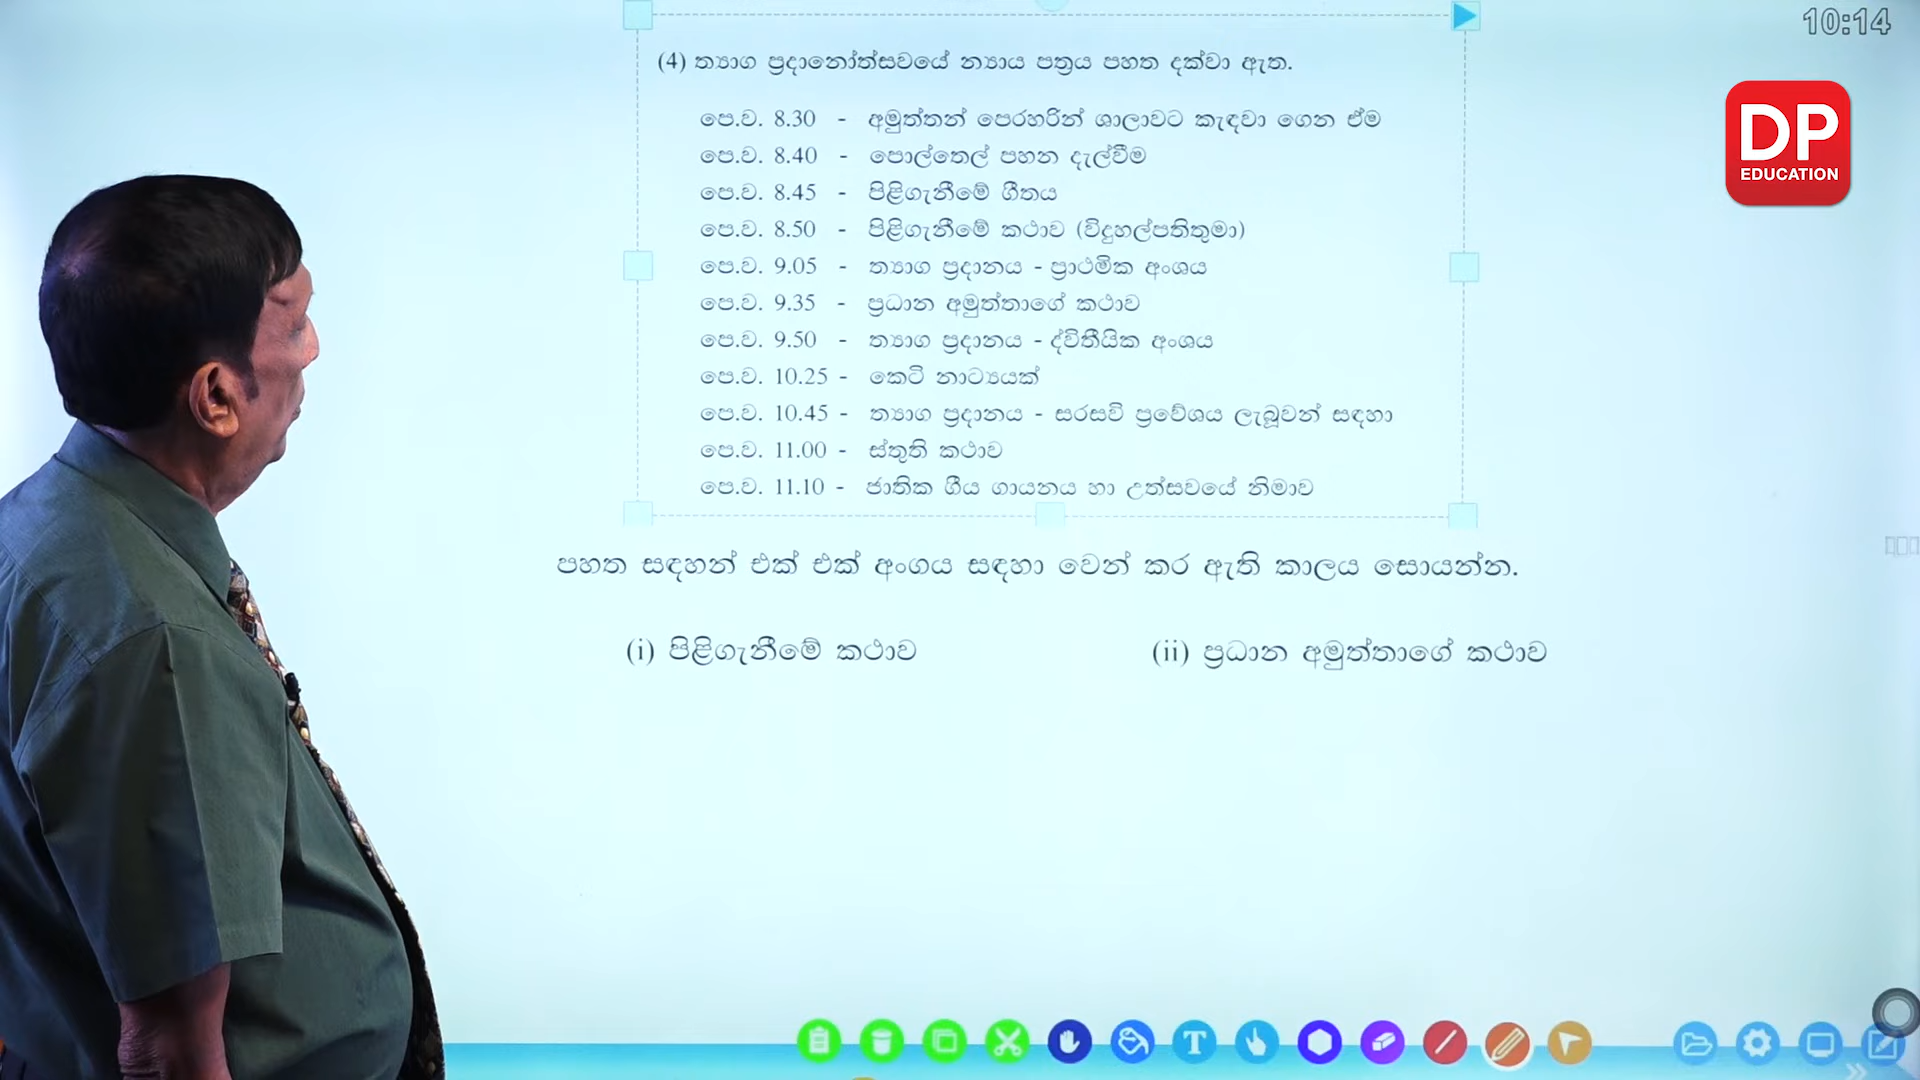 10:14
DP
EDUCATION
(4) ත්‍යාග ප්‍රදානෝත්සවයේ න්‍යාය පත්‍රය පහත දක්වා ඇත.
පෙ.ව. 8.30 - අමුත්තන් පෙරහරින් ශාලාවට කැඳවා ගෙන ඒම
පෙ.ව. 8.40 - පොල්තෙල් පහන දැල්වීම
පෙ.ව. 8.45 - පිළිගැනීමේ ගීතය
පෙ.ව. 8.50 - පිළිගැනීමේ කථාව (විදුහල්පතිතුමා)
පෙ.ව. 9.05 - ත්‍යාග ප්‍රදානය - ප්‍රාථමික අංශය
පෙ.ව. 9.35 - ප්‍රධාන අමුත්තාගේ කථාව
පෙ.ව. 9.50 - ත්‍යාග ප්‍රදානය - ද්විතීයික අංශය
පෙ.ව. 10.25 - කෙටි නාට්‍යයක්
පෙ.ව. 10.45 - ත්‍යාග ප්‍රදානය - සරසවි ප්‍රවේශය ලැබූවන් සඳහා
පෙ.ව. 11.00 - ස්තුති කථාව
පෙ.ව. 11.10 - ජාතික ගීය ගායනය හා උත්සවයේ නිමාව
පහත සඳහන් එක් එක් අංගය සඳහා වෙන් කර ඇති කාලය සොයන්න.
(i) පිළිගැනීමේ කථාව
(ii) ප්‍රධාන අමුත්තාගේ කථාව